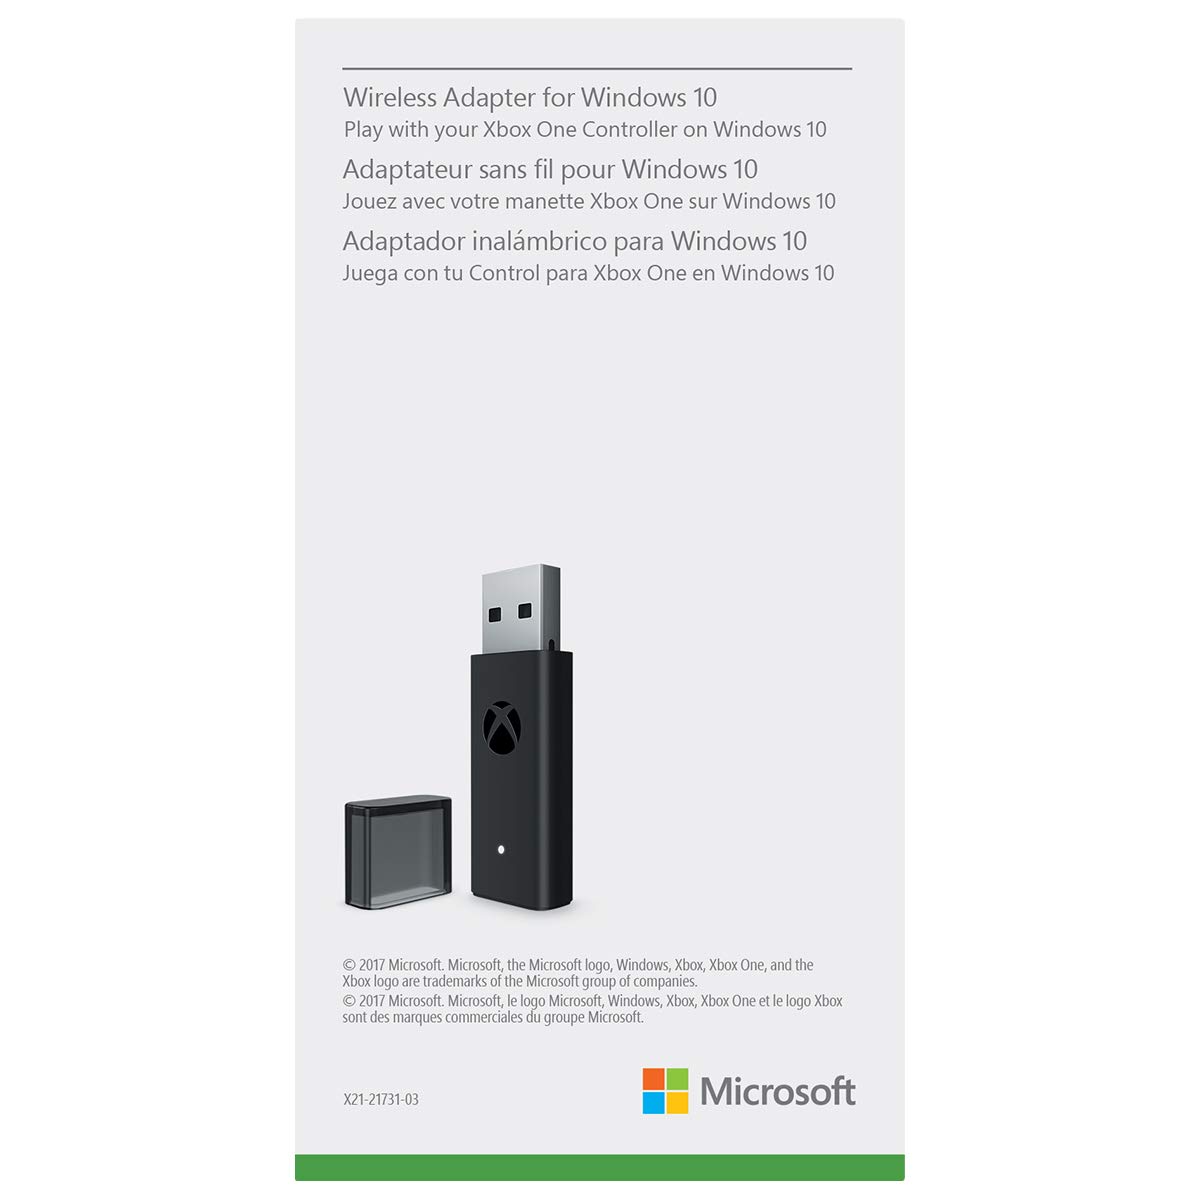 Wireless Adapter for Windows 10
Play with your Xbox One Controller on Windows 10
Adaptateur sans fil pour Windows 10
Jouez avec votre manette Xbox One sur Windows 10
Adaptador inalámbrico para Windows 10
Juega con tu Control para Xbox One en Windows 10
© 2017 Microsoft. Microsoft, the Microsoft logo, Windows, Xbox, Xbox One, and the
Xbox logo are trademarks of the Microsoft group of companies.
© 2017 Microsoft. Microsoft, le logo Microsoft, Windows, Xbox, Xbox One et le logo Xbox
sont des marques commerciales du groupe Microsoft.
X21-21731-03
Microsoft